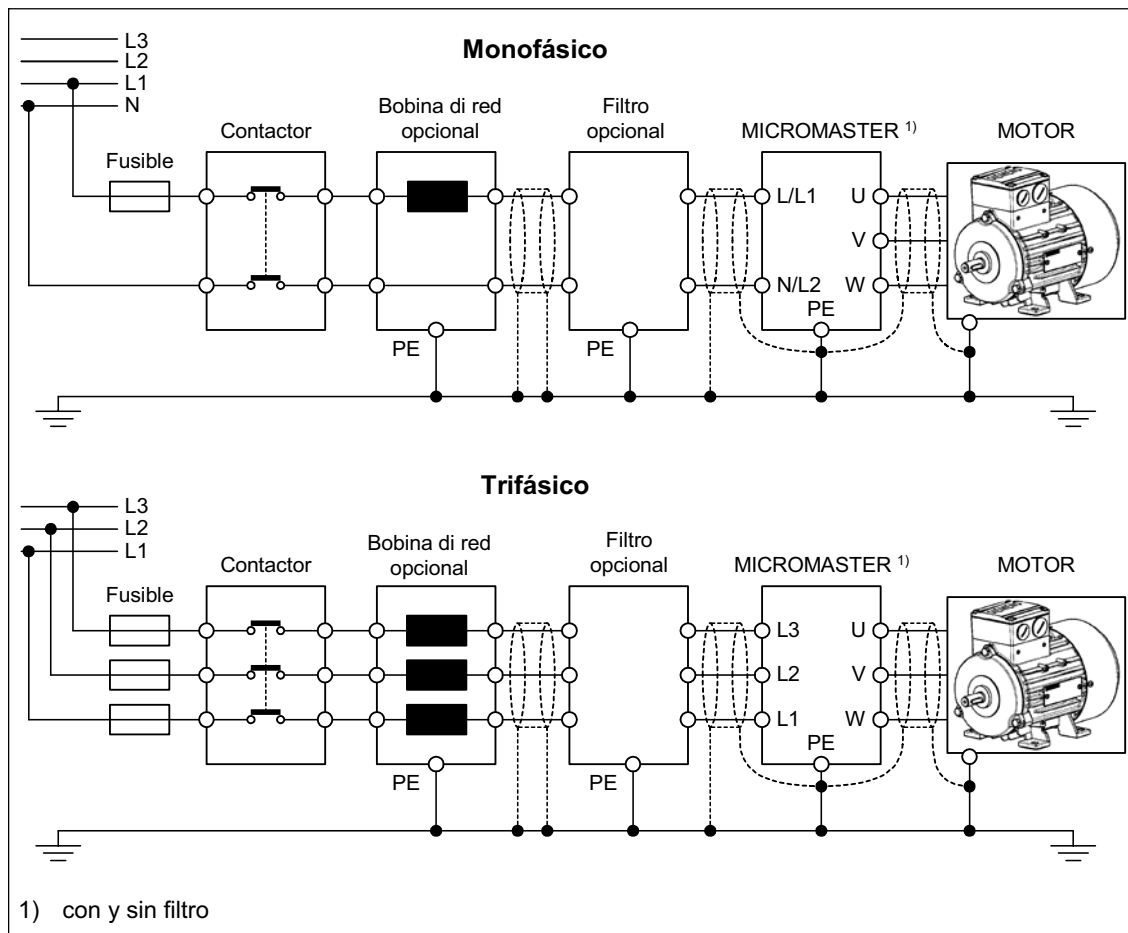 Monofásico
L3
L2
L1
N
Fusible
Contactor
Bobina di red
opcional
Filtro
opcional
MICROMASTER 1)
MOTOR
L/L1
N/L2
U
V
W
PE
PE
PE
Trifásico
L3
L2
L1
Fusible
Contactor
Bobina di red
opcional
Filtro
opcional
MICROMASTER 1)
MOTOR
L3
L2
L1
U
V
W
PE
PE
PE
1) con y sin filtro